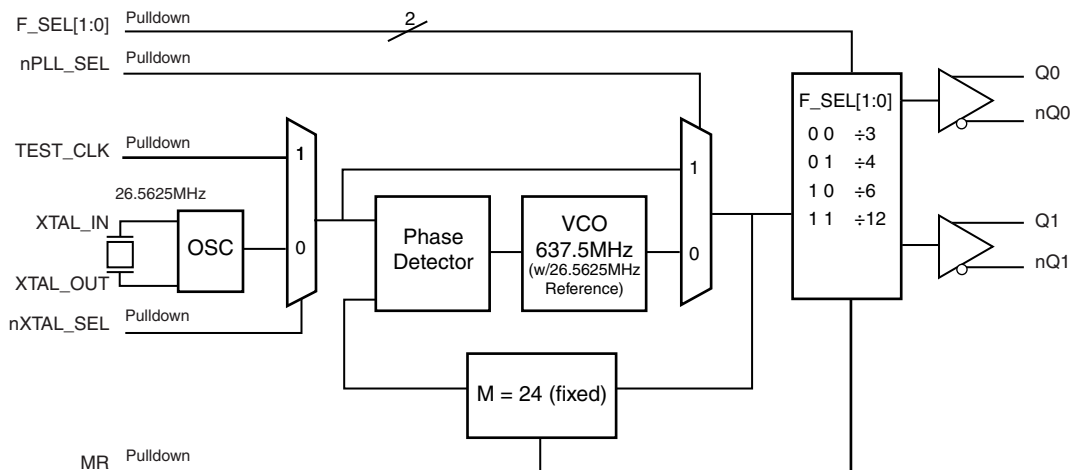 F_SEL[1:0] Pulldown 2
nPLL_SEL Pulldown
TEST_CLK Pulldown
26.5625MHz
XTAL_IN
OSC
XTAL_OUT
nXTAL_SEL Pulldown
1
0
Phase
Detector
VCO
637.5MHz
(w/26.5625MHz
Reference)
1
0
M = 24 (fixed)
F_SEL[1:0]
0 0 ÷3
0 1 ÷4
1 0 ÷6
1 1 ÷12
Q0
nQ0
Q1
nQ1
MR Pulldown